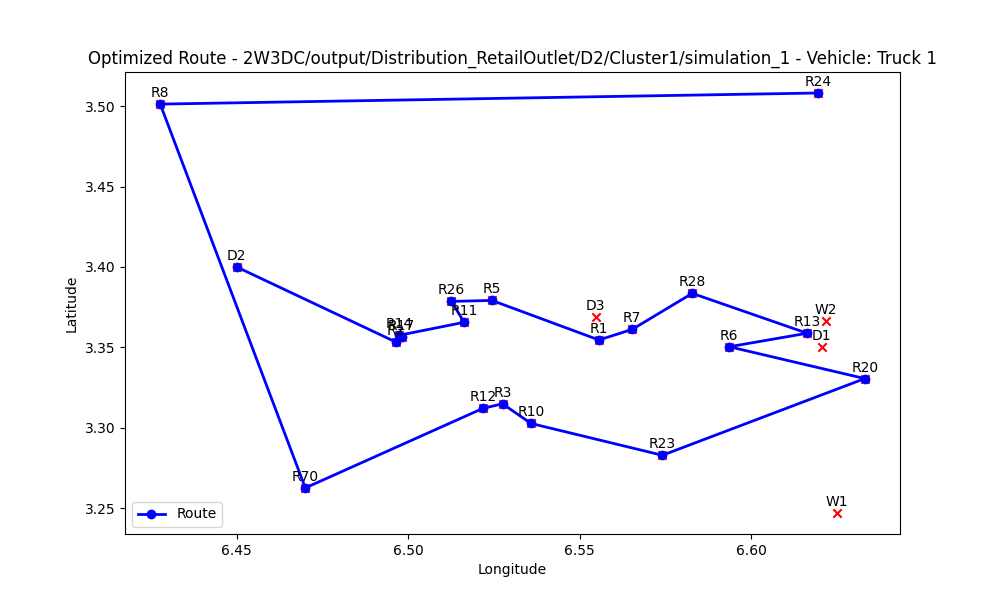 Optimized Route - 2W3DC/output/Distribution_RetailOutlet/D2/Cluster1/simulation_1 - Vehicle: Truck 1
R24
R8
3.50
3.45
D2
3.40
R28
R26
R5
D3
W2
R11
R14
R17
R13
R7
R1
R6
D1
3.35
Latitude
R20
R12
R3
R10
3.30
R23
R70
W1
3.25
Route
6.45
6.50
6.55
6.60
Longitude